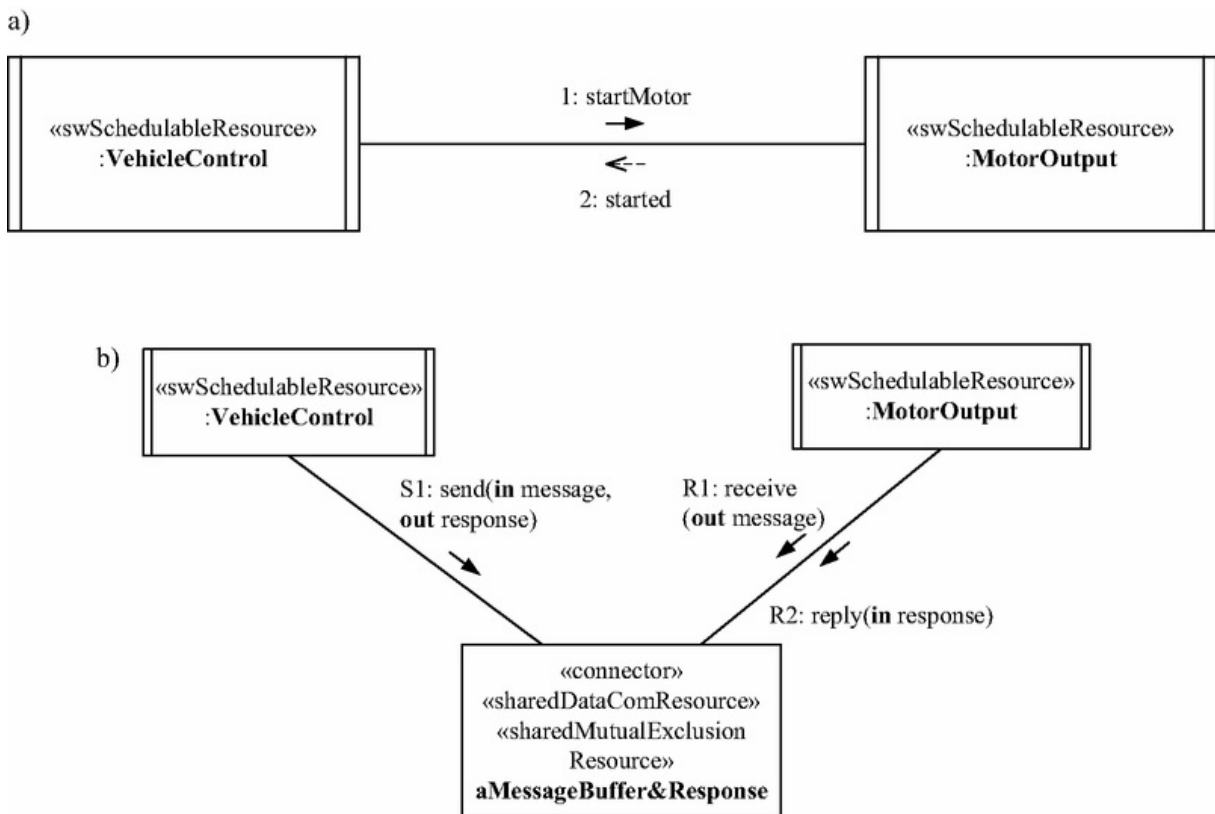 a)
«swSchedulableResource»
:VehicleControl
1: startMotor
2: started
«swSchedulableResource»
:MotorOutput
b)
«swSchedulableResource»
:VehicleControl
«swSchedulableResource»
:MotorOutput
S1: send(in message,
out response)
R1: receive
(out message)
R2: reply(in response)
«connector»
«sharedDataComResource»
«sharedMutualExclusion
Resource»
aMessageBuffer&Response